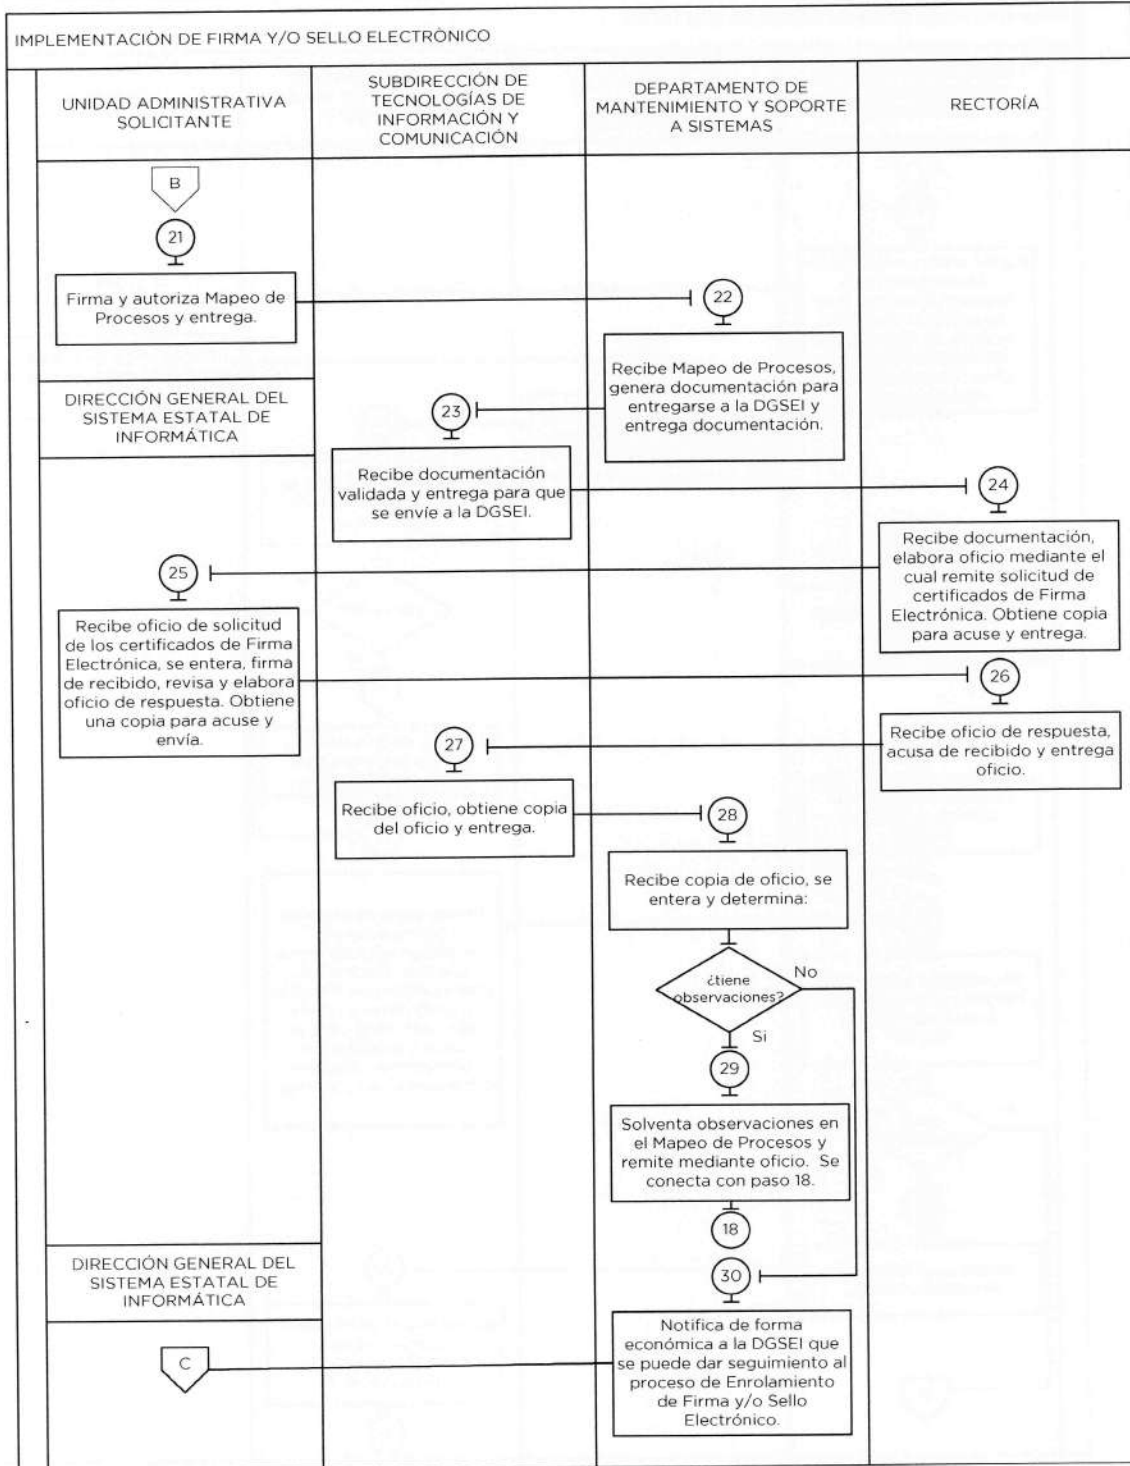 IMPLEMENTACIÓN DE FIRMA Y/O SELLO ELECTRÓNICO
UNIDAD ADMINISTRATIVA
SOLICITANTE
SUBDIRECCIÓN DE
TECNOLOGÍAS DE
INFORMACIÓN Y
COMUNICACIÓN
DEPARTAMENTO DE
MANTENIMIENTO Y SOPORTE
A SISTEMAS
RECTORÍA
B
21
Firma y autoriza Mapeo de
Procesos y entrega.
22
Recibe Mapeo de Procesos,
genera documentación para
entregarse a la DGSEI y
entrega documentación.
DIRECCIÓN GENERAL DEL
SISTEMA ESTATAL DE
INFORMÁTICA
23
Recibe documentación
validada y entrega para que
se envíe a la DGSEI.
24
Recibe documentación,
elabora oficio mediante el
cual remite solicitud de
certificados de Firma
Electrónica. Obtiene copia
para acuse y entrega.
25
Recibe oficio de solicitud
de los certificados de Firma
Electrónica, se entera, firma
de recibido, revisa y elabora
oficio de respuesta. Obtiene
una copia para acuse y
envía.
26
Recibe oficio de respuesta,
acusa de recibido y entrega
oficio.
27
Recibe oficio, obtiene copia
del oficio y entrega.
28
Recibe copia de oficio, se
entera y determina:
¿tiene
observaciones?
No
Si
29
Solventa observaciones en
el Mapeo de Procesos y
remite mediante oficio. Se
conecta con paso 18.
18
DIRECCIÓN GENERAL DEL
SISTEMA ESTATAL DE
INFORMÁTICA
30
Notifica de forma
económica a la DGSEI que
se puede dar seguimiento al
proceso de Enrolamiento
de Firma y/o Sello
Electrónico.
C